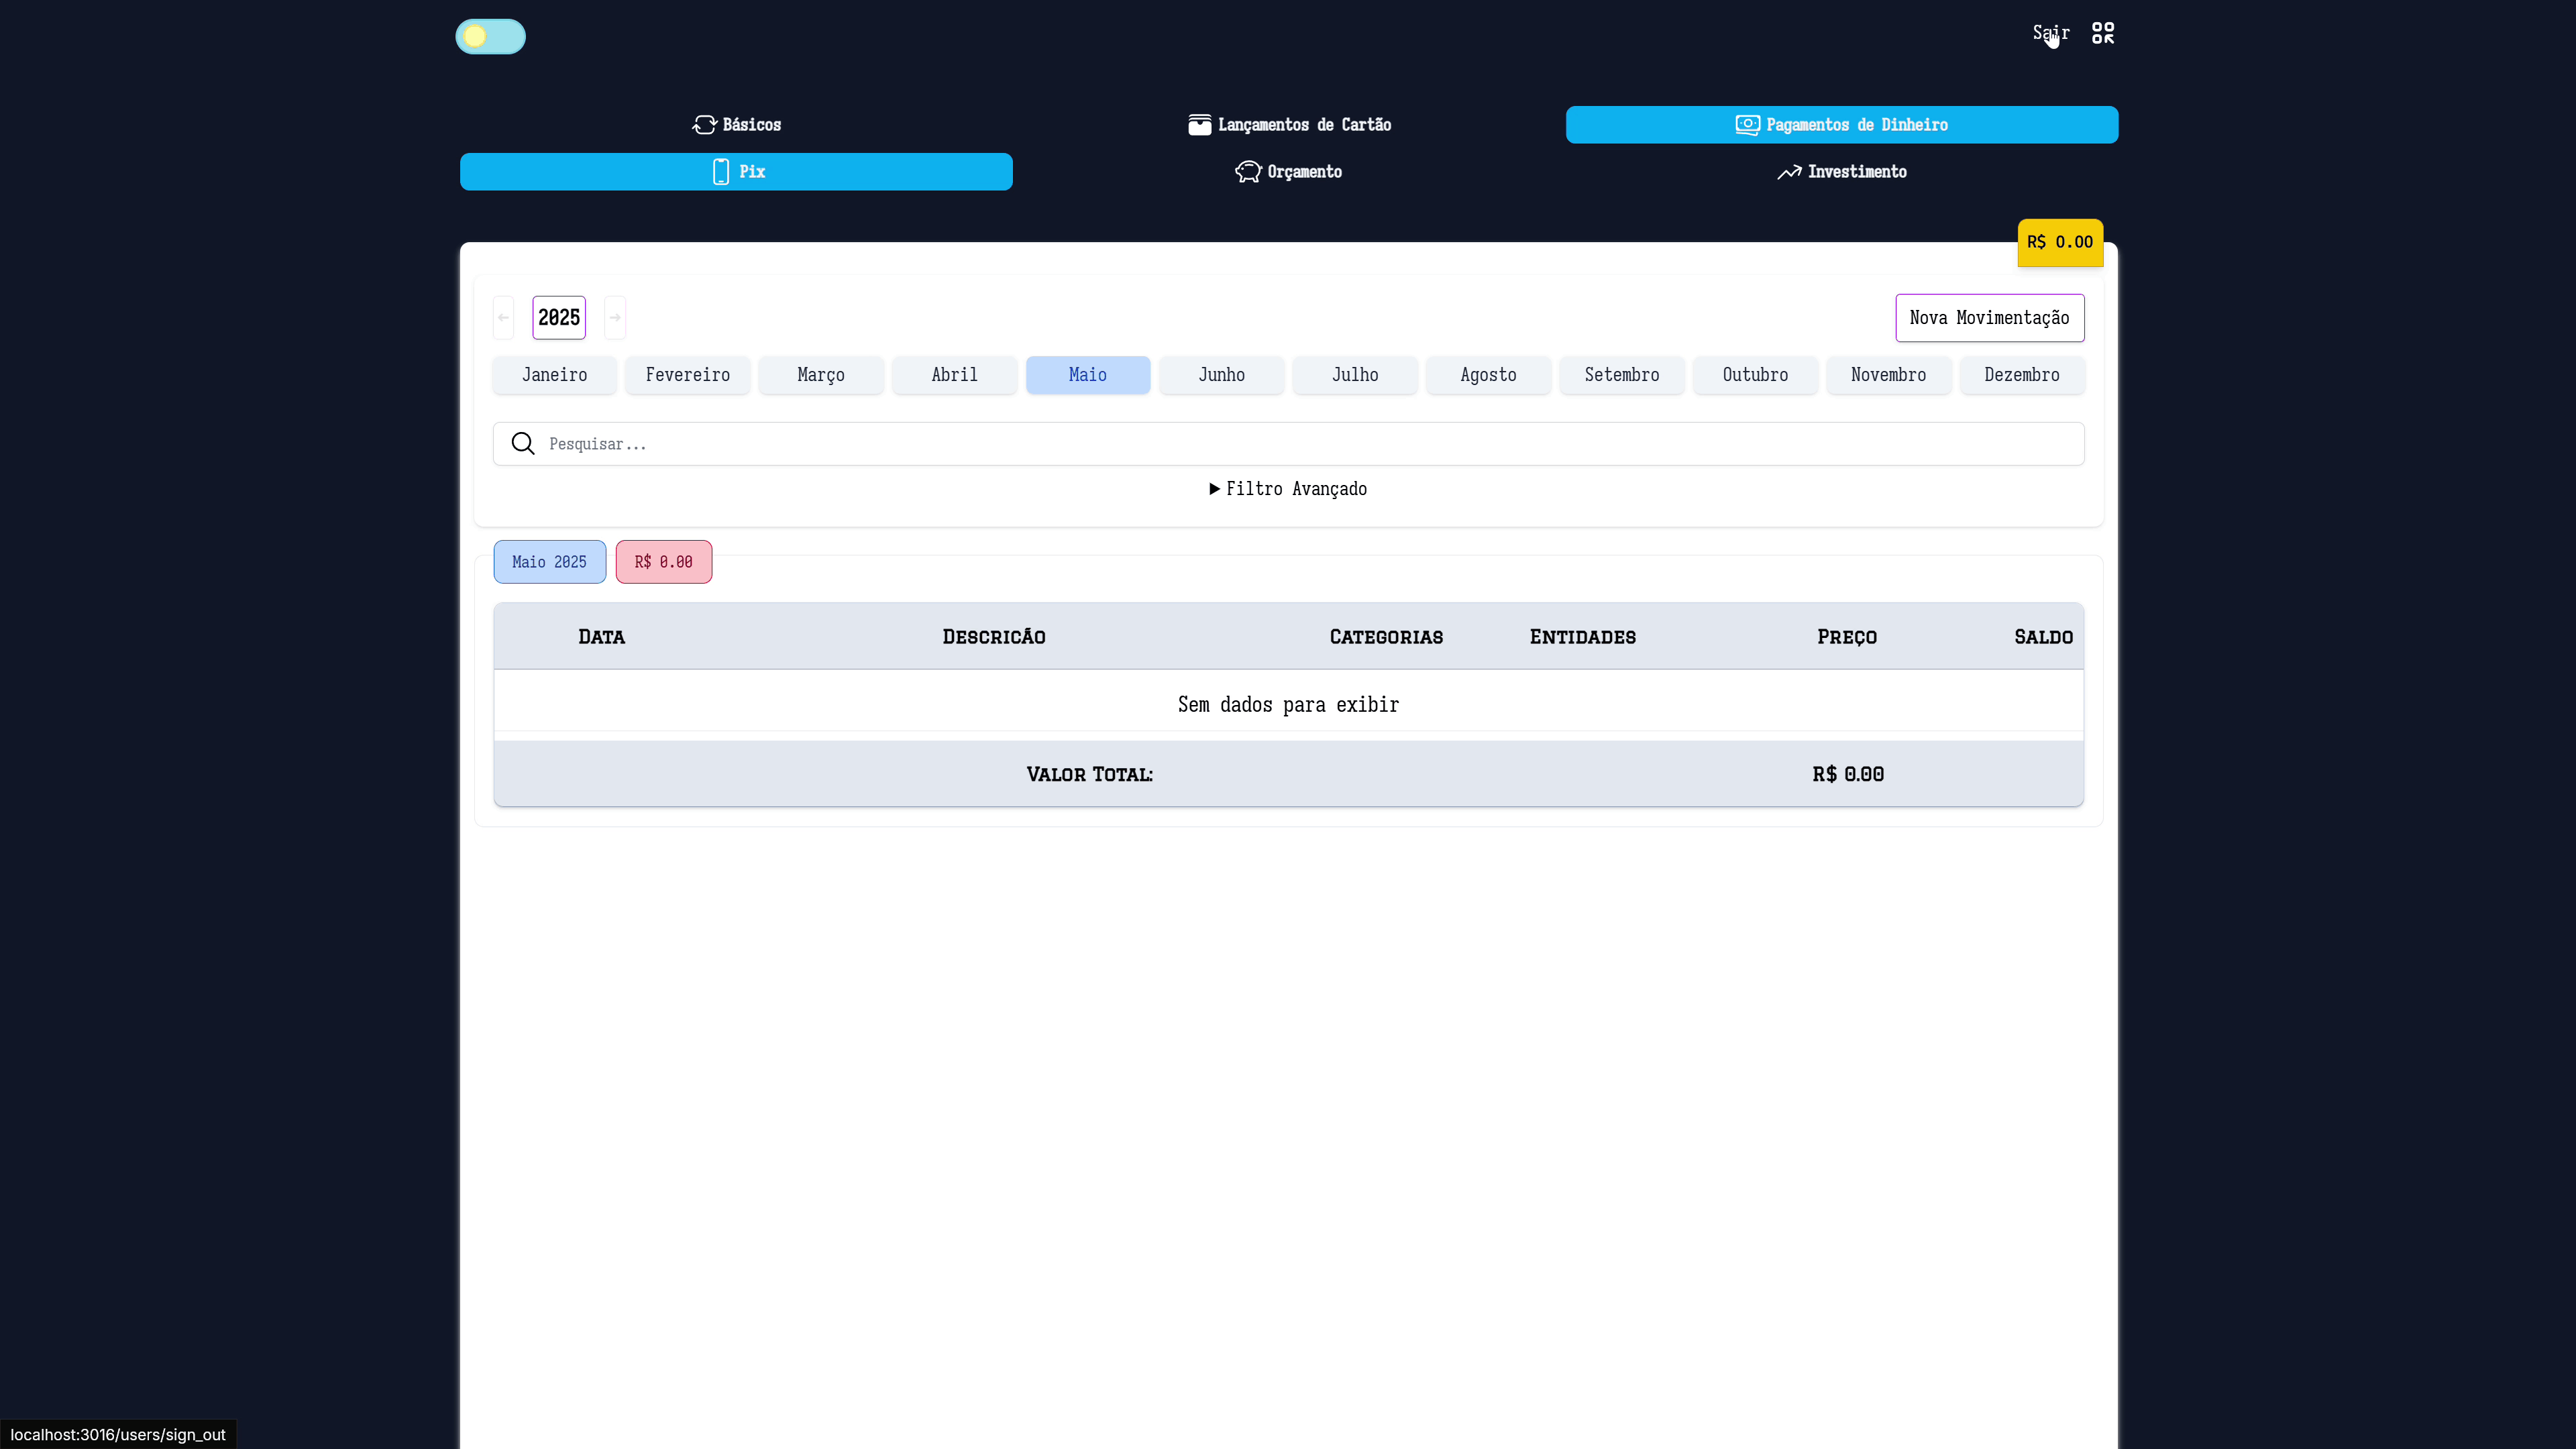 Sair
Básicos
Lançamentos de Cartão
Pagamentos de Dinheiro
Pix
Orçamento
Investimento
R$ 0.00
←
2025
→
Nova Movimentação
Janeiro
Fevereiro
Março
Abril
Maio
Junho
Julho
Agosto
Setembro
Outubro
Novembro
Dezembro
Pesquisar...
Filtro Avançado
Maio 2025
R$ 0.00
Data
Descricão
Categorias
Entidades
Preço
Saldo
Sem dados para exibir
Valor Total:
R$ 0.00
localhost:3016/users/sign_out